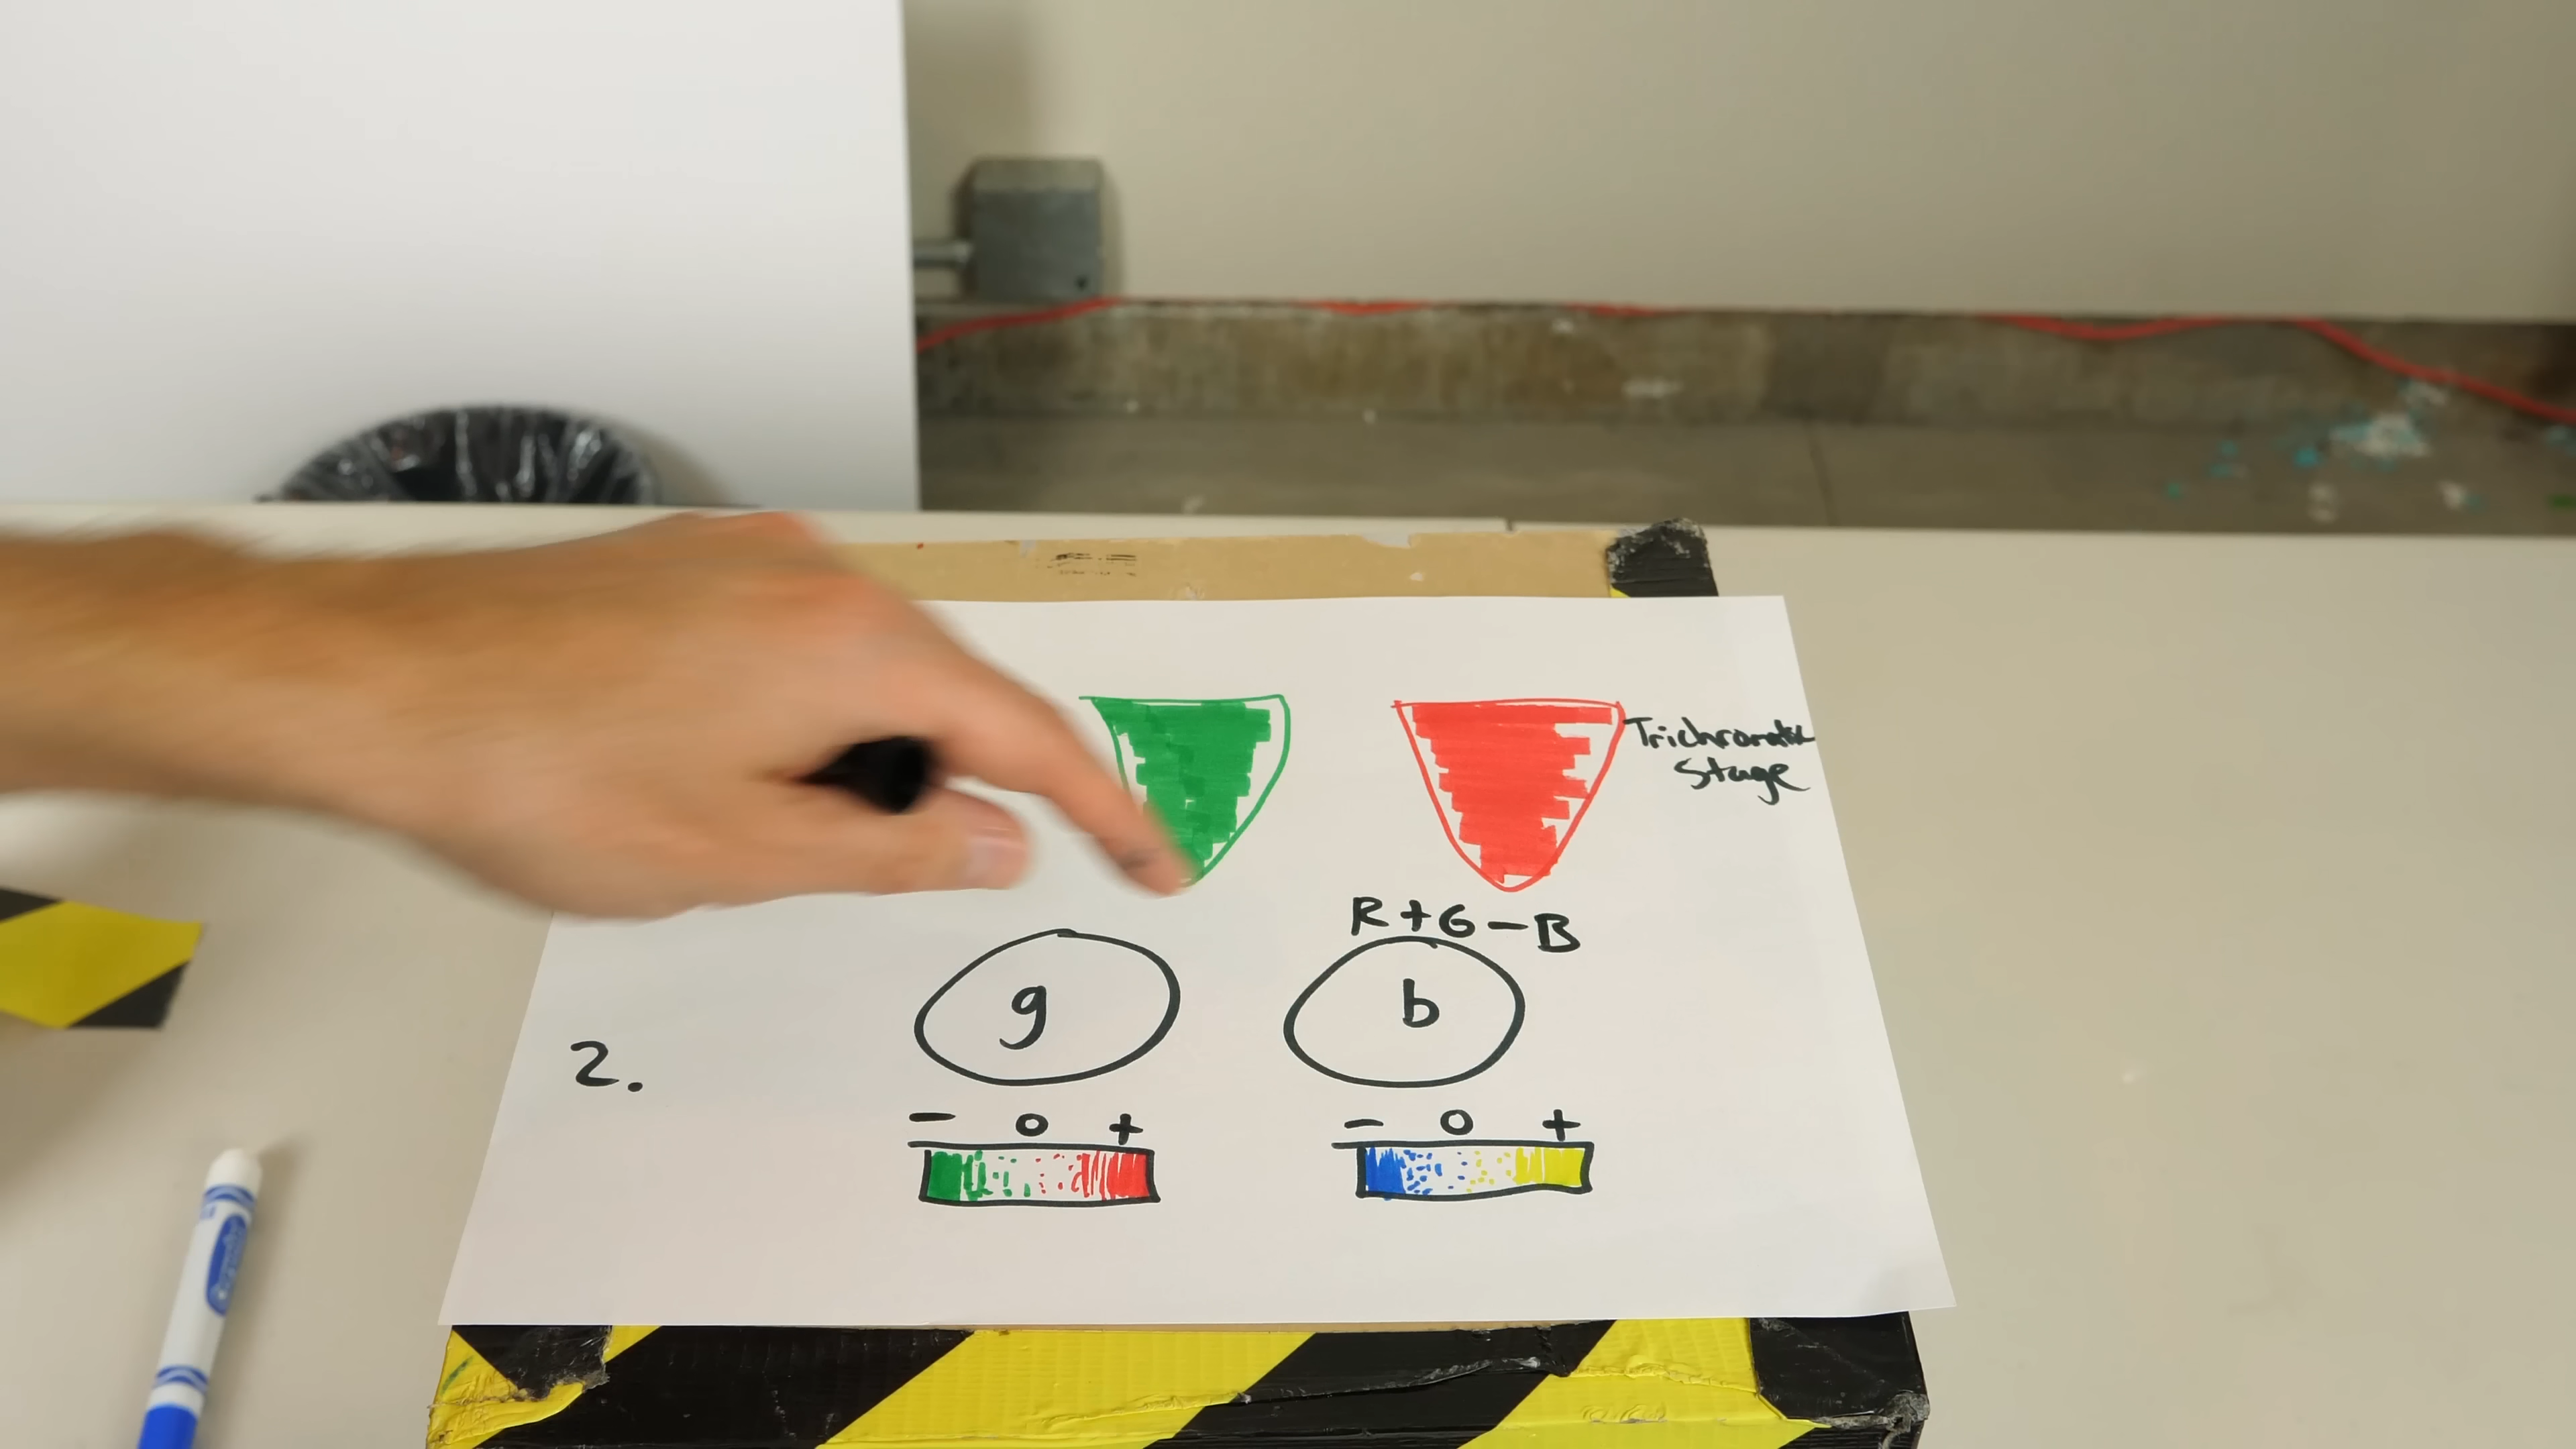 Trichromatic
Stage
R+G-B
g
b
2.
- 0 +
- 0 +